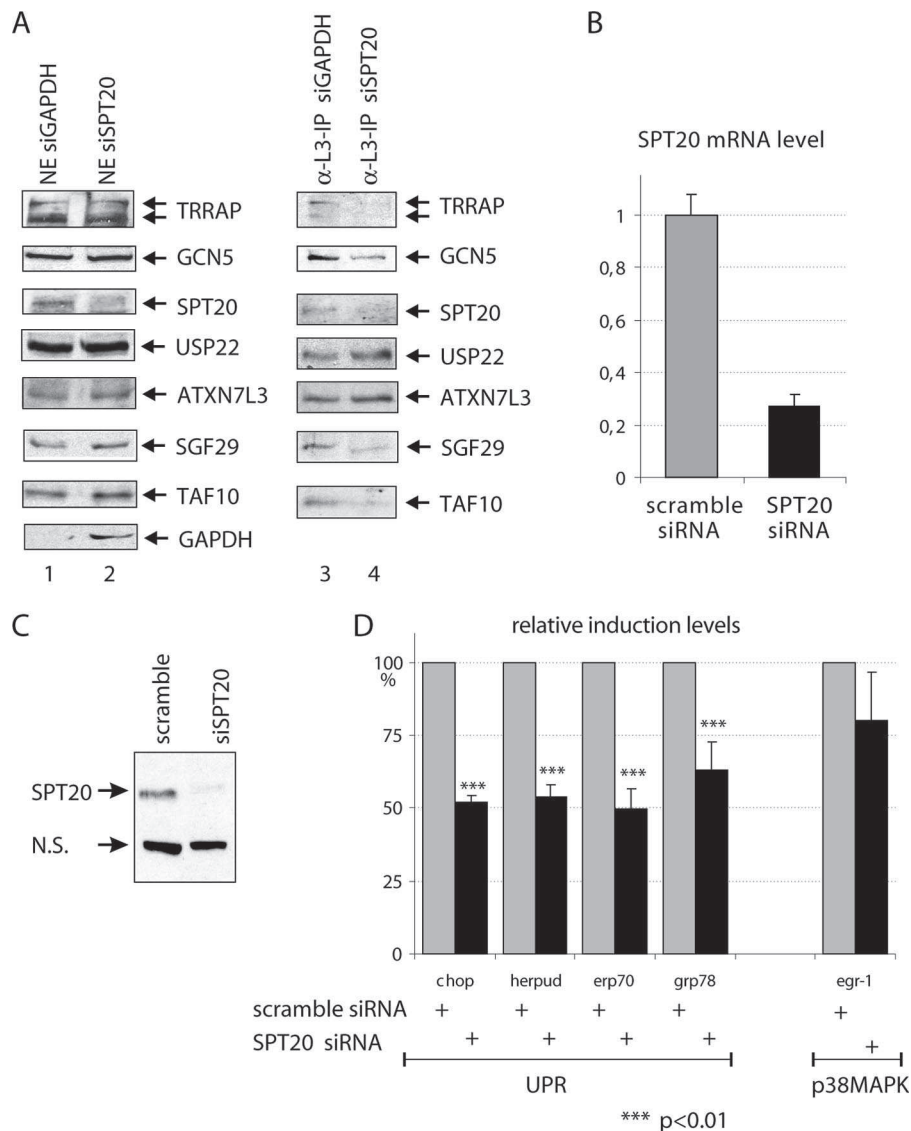 A
NE siGAPDH
NE siSPT20
TRRAP
GCN5
SPT20
USP22
ATXN7L3
SGF29
TAF10
GAPDH
1 2
α-L3-IP siGAPDH
α-L3-IP siSPT20
TRRAP
GCN5
SPT20
USP22
ATXN7L3
SGF29
TAF10
3 4
B
SPT20 mRNA level
1
0,8
0,6
0,4
0,2
0
scramble siRNA
SPT20 siRNA
C
scramble
siSPT20
SPT20
N.S.
D
relative induction levels
100
%
75
50
25
0
*** *** *** ***
chop herpud erp70 grp78 egr-1
scramble siRNA + + + + +
SPT20 siRNA + + + + +
UPR p38MAPK
*** p<0.01